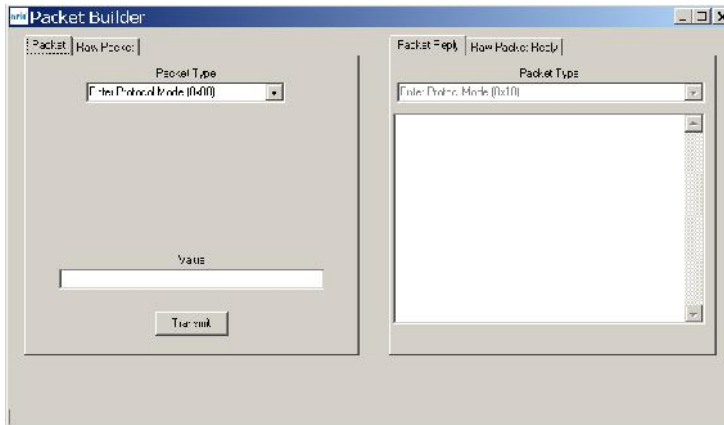 Packet Builder
Packet Raw Packet
Packet Type
Enter Protocol Mode (0x00)
Value
Transmit
Packet Reply Raw Packet Reply
Packet Type
Enter Protocol Mode (0x10)